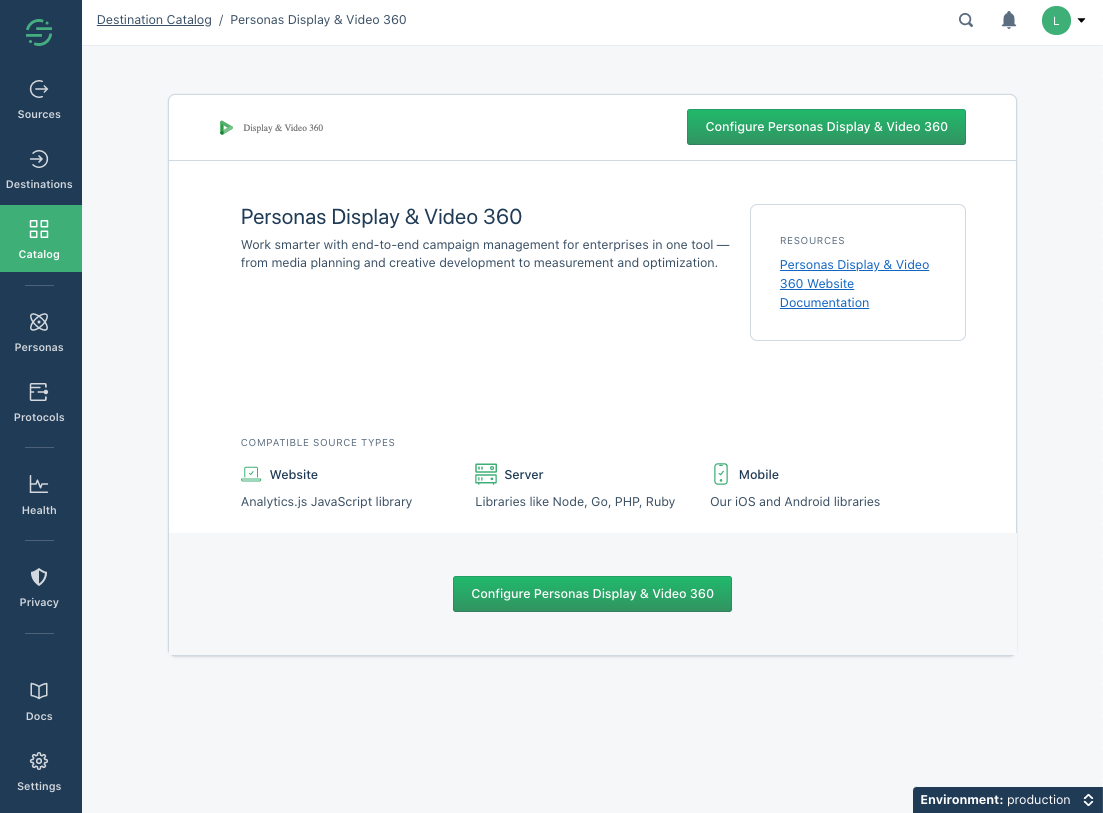 Destination Catalog / Personas Display & Video 360
L
Sources
Destinations
Catalog
Personas
Protocols
Health
Privacy
Docs
Settings
Display & Video 360
Configure Personas Display & Video 360
Personas Display & Video 360
Work smarter with end-to-end campaign management for enterprises in one tool —
from media planning and creative development to measurement and optimization.
RESOURCES
Personas Display & Video
360 Website
Documentation
COMPATIBLE SOURCE TYPES
Website
Analytics.js JavaScript library
Server
Libraries like Node, Go, PHP, Ruby
Mobile
Our iOS and Android libraries
Configure Personas Display & Video 360
Environment: production